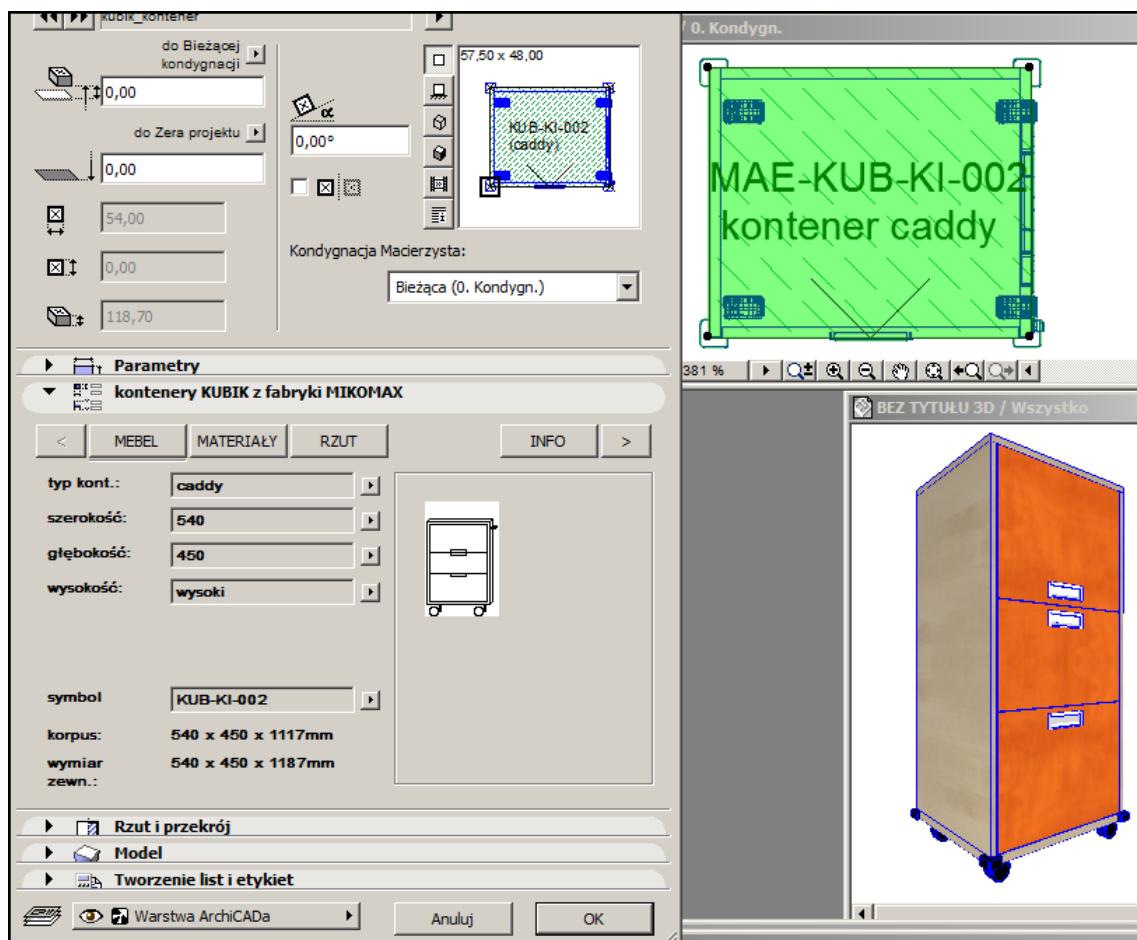 kubik_kontener
/ 0. Kondygn.
do Bieżącej
kondygnacji
0,00
do Zera projektu
0,00
54,00
0,00
118,70
α
0,00°
57,50 x 48,00
KUB-KI-002
(caddy)
Kondygnacja Macierzysta:
Bieżąca (0. Kondygn.)
MAE-KUB-KI-002
kontener caddy
381 %
Parametry
kontenery KUBIK z fabryki MIKOMAX
<
MEBEL
MATERIAŁY
RZUT
INFO
>
typ kont.:
caddy
szerokość:
540
głębokość:
450
wysokość:
wysoki
symbol
KUB-KI-002
korpus:
540 x 450 x 1117mm
wymiar
zewn.:
540 x 450 x 1187mm
BEZ TYTUŁU 3D / Wszystko
Rzut i przekrój
Model
Tworzenie list i etykiet
Warstwa ArchiCADa
Anuluj
OK